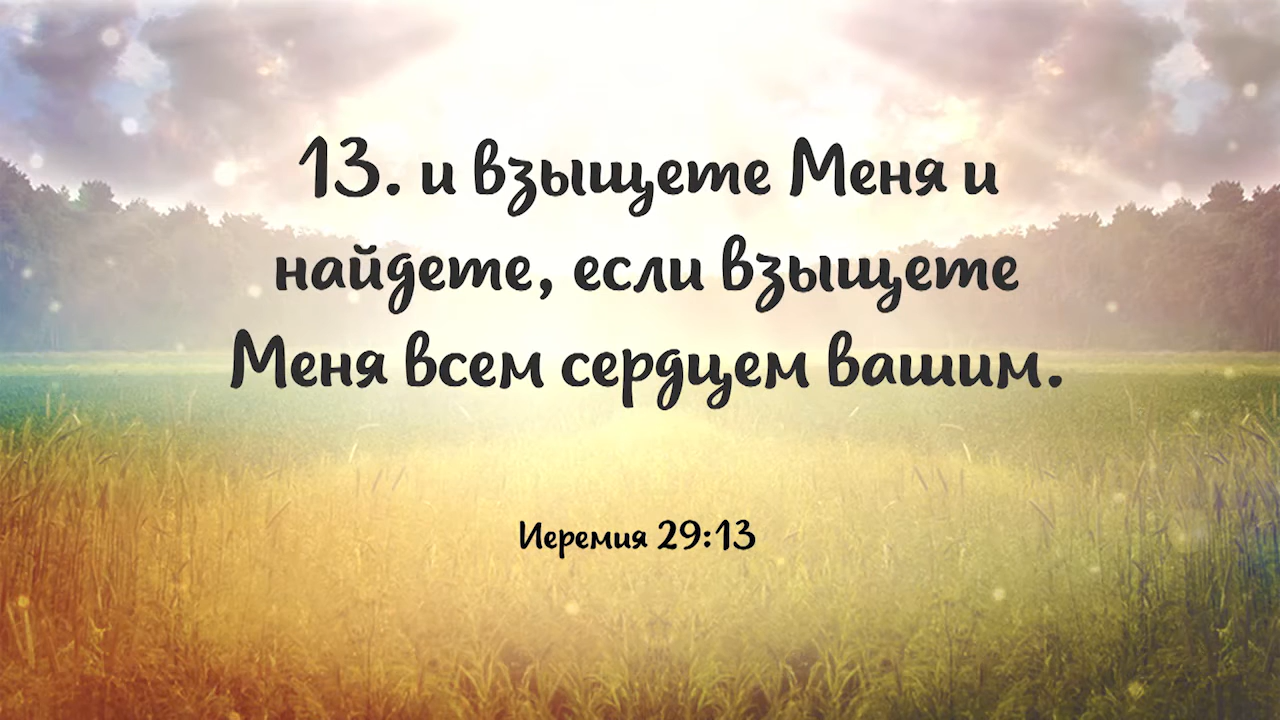 13. и взыщете Меня и
найдете, если взыщете
Меня всем сердцем вашим.
Иеремия 29:13